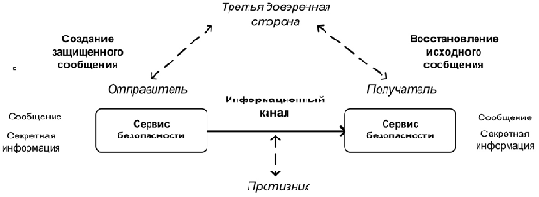 Третья доверенная
сторона
Создание
защищенного
сообщения
Восстановление
исходного
сообщения
Отправитель
Информационный
канал
Получатель
Сообщение
Секретная
информация
Сервис
безопасности
Сервис
безопасности
Сообщение
Секретная
информация
Противник